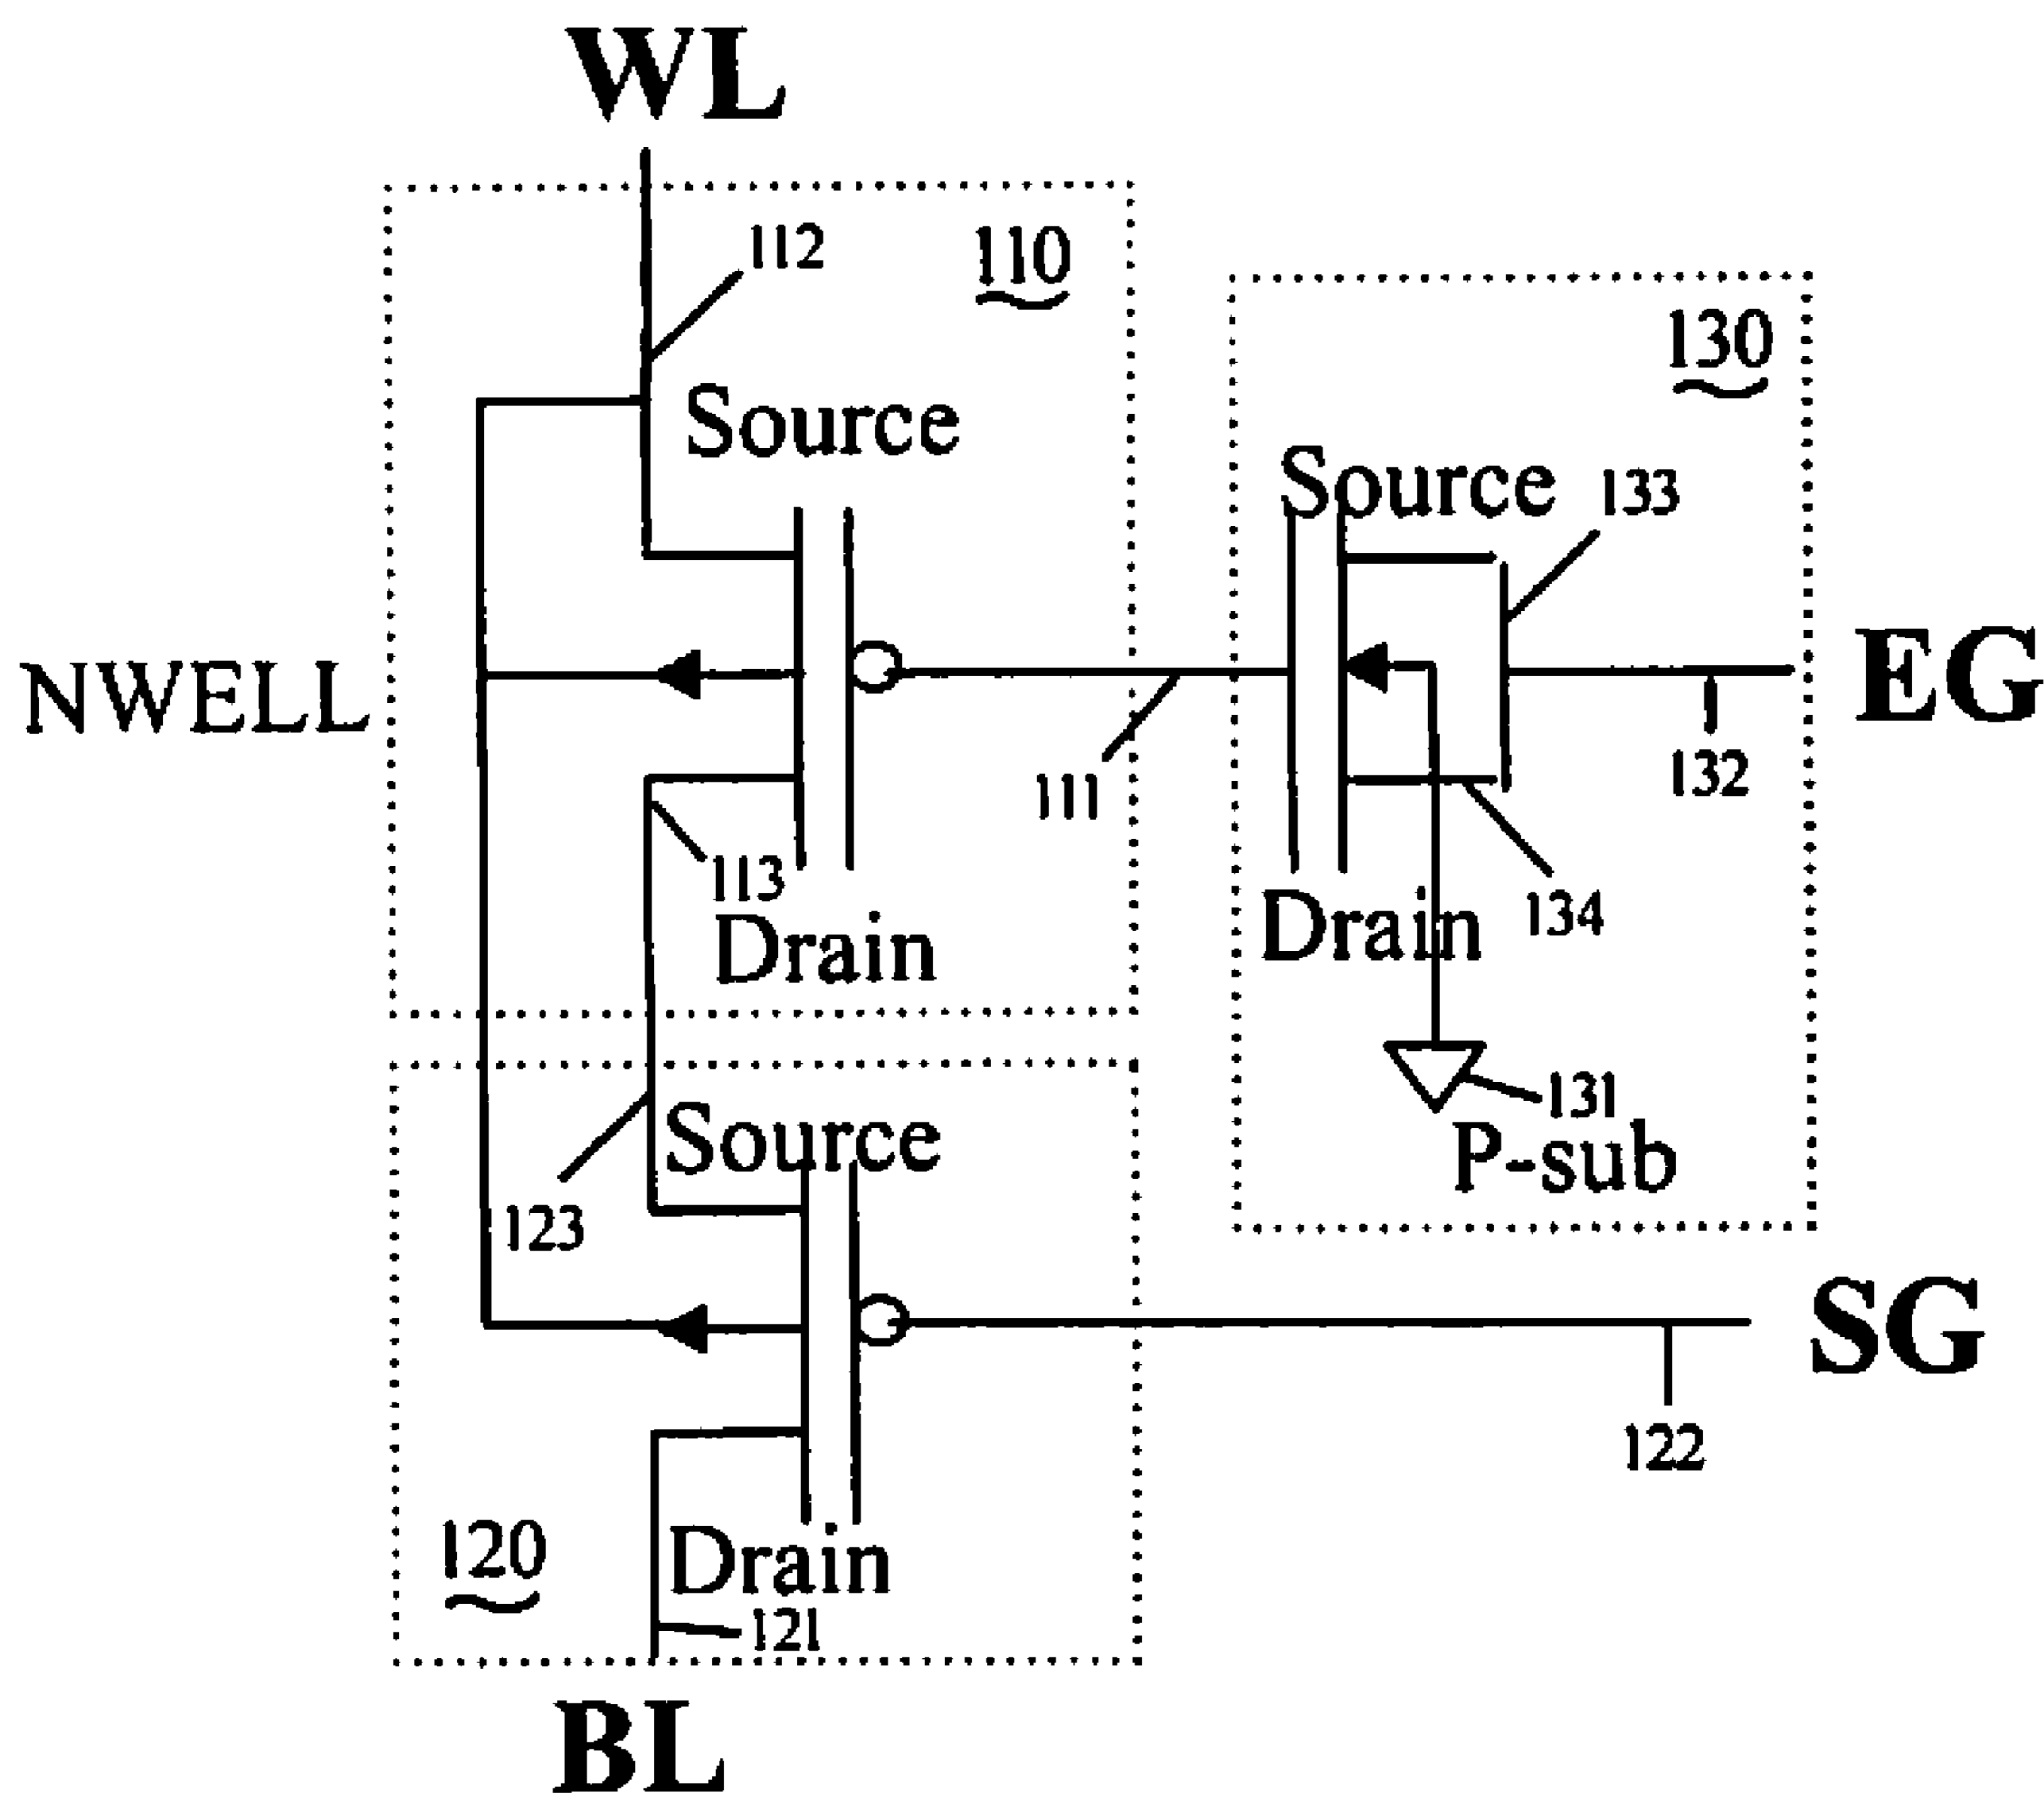 WL
112
110
130
Source
Source
133
NWELL
EG
132
111
113
134
Drain
Drain
131
P-sub
Source
123
SG
122
120
Drain
121
BL